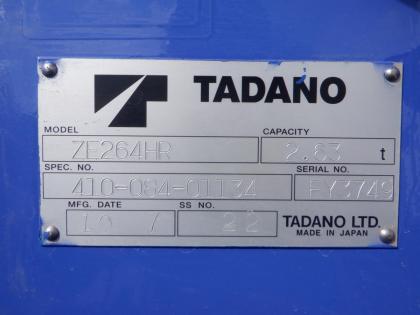 TADANO
MODEL CAPACITY
ZE264HR 2.63 t
SPEC. NO. SERIAL NO.
410-084-01134 FY3749
MFG. DATE SS NO.
10 / 22 TADANO LTD.
MADE IN JAPAN